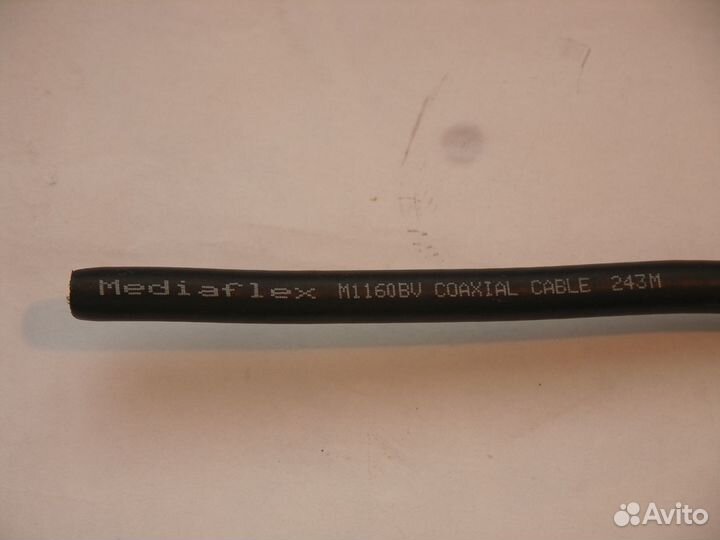 Mediaflex M1160BV COAXIAL CABLE 243M
Avito